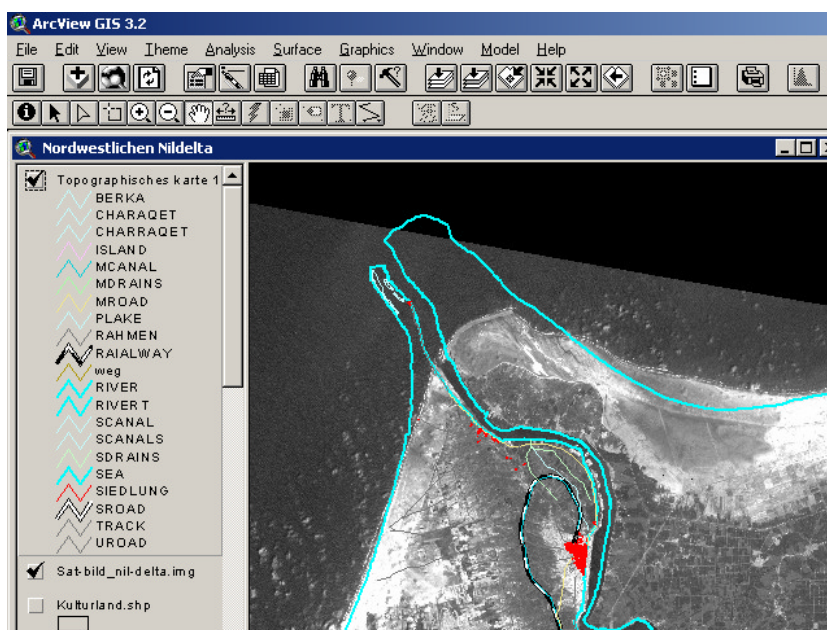 ArcView GIS 3.2
File Edit View Theme Analysis Surface Graphics Window Model Help
Nordwestlichen Nildelta
Topographisches karte 1
BERKA
CHARAQET
CHARRAQET
ISLAND
MCANAL
MDRAINS
MROAD
PLAKE
RAHMEN
RAIALWAY
weg
RIVER
RIVER T
SCANAL
SCANALS
SDRAINS
SEA
SIEDLUNG
SROAD
TRACK
UROAD
Sat-bild_nil-delta.img
Kulturland.shp